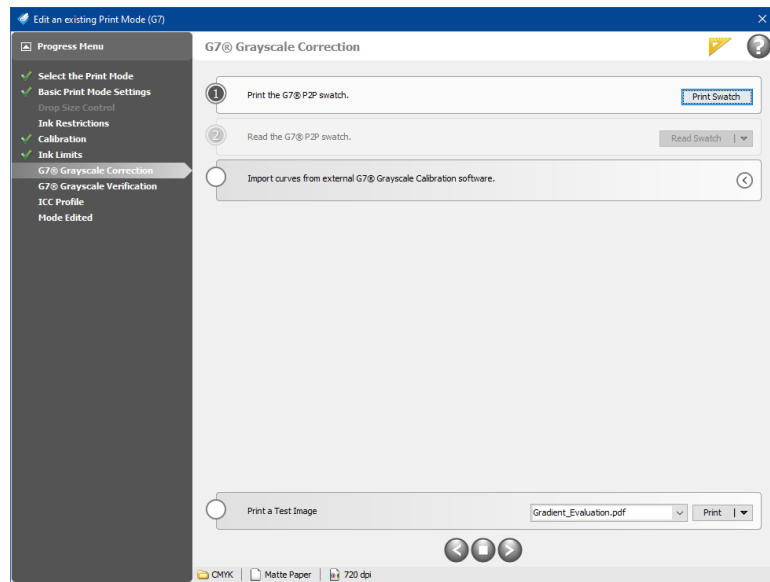 Edit an existing Print Mode (G7)
Progress Menu
Select the Print Mode
Basic Print Mode Settings
Drop Size Control
Ink Restrictions
Calibration
Ink Limits
G7® Grayscale Correction
G7® Grayscale Verification
ICC Profile
Mode Edited
G7® Grayscale Correction
?
1 Print the G7® P2P swatch. Print Swatch
2 Read the G7® P2P swatch. Read Swatch
Import curves from external G7® Grayscale Calibration software.
Print a Test Image Gradient_Evaluation.pdf Print
CMYK Matte Paper 720 dpi